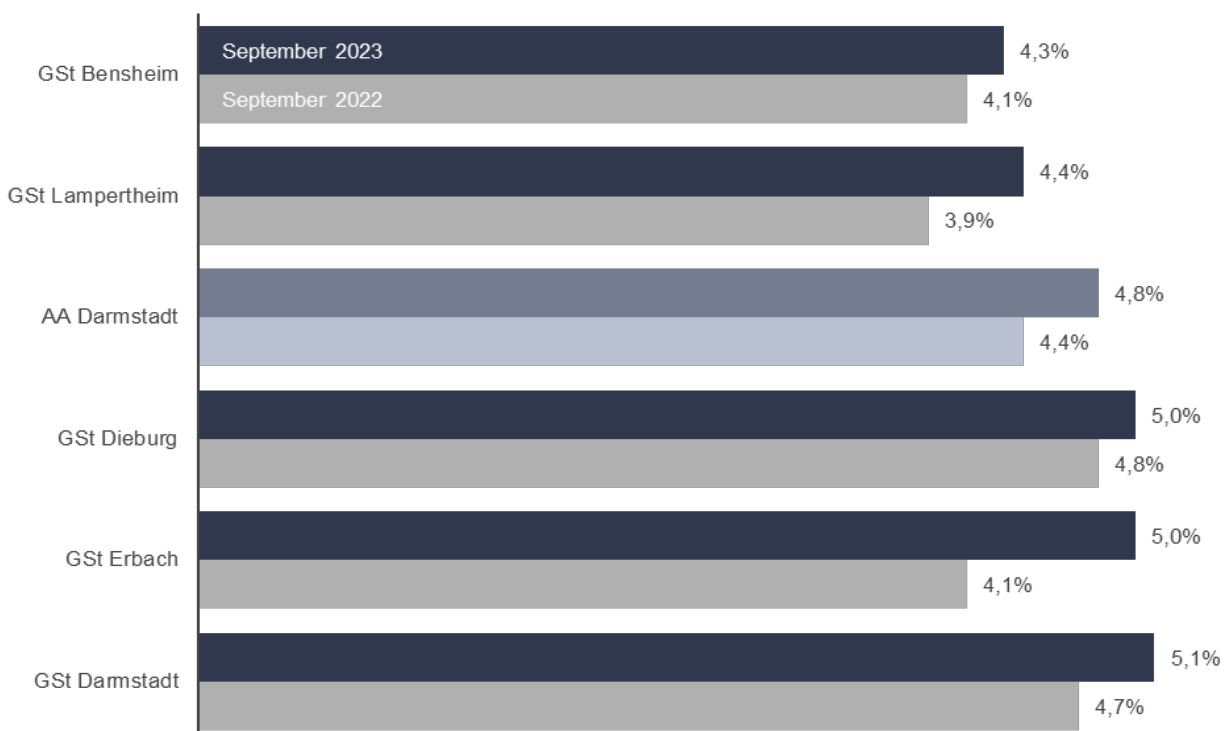 September 2023
4,3%
GSt Bensheim
September 2022
4,1%
4,4%
GSt Lampertheim
3,9%
4,8%
AA Darmstadt
4,4%
5,0%
GSt Dieburg
4,8%
5,0%
GSt Erbach
4,1%
5,1%
GSt Darmstadt
4,7%